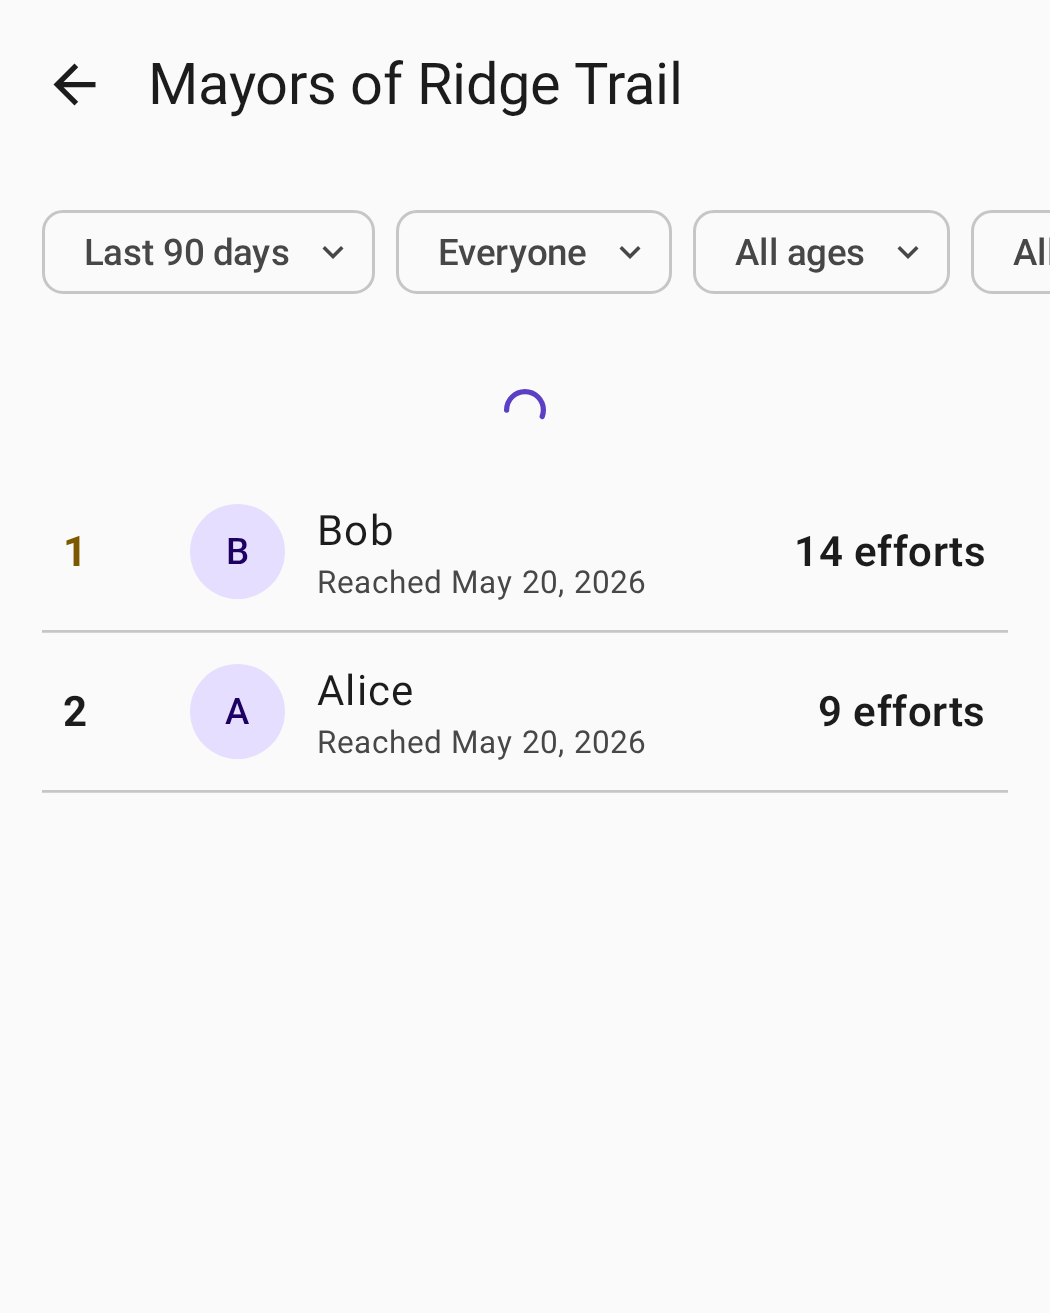 Mayors of Ridge Trail
Last 90 days Everyone All ages All
1 B Bob 14 efforts
Reached May 20, 2026
2 A Alice 9 efforts
Reached May 20, 2026